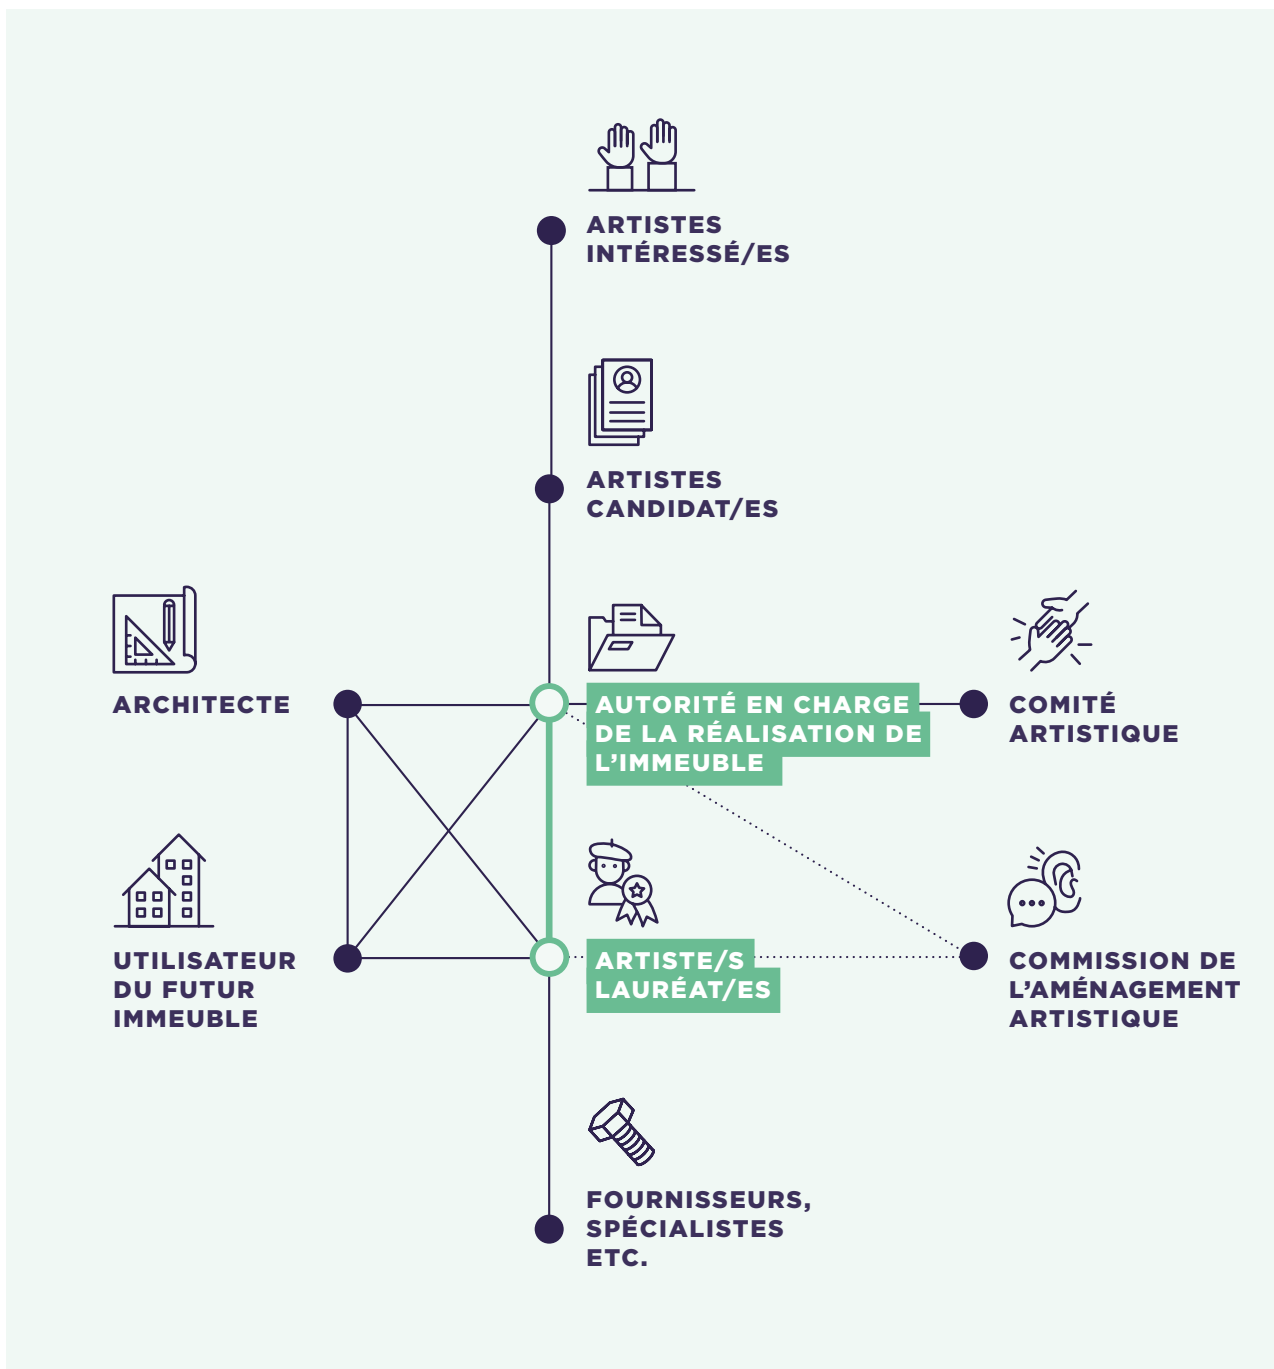 ARTISTES
INTÉRESSÉ/ES
ARTISTES
CANDIDAT/ES
ARCHITECTE
AUTORITÉ EN CHARGE
DE LA RÉALISATION DE
L'IMMEUBLE
COMITÉ
ARTISTIQUE
UTILISATEUR
DU FUTUR
IMMEUBLE
ARTISTE/S
LAURÉAT/ES
COMMISSION DE
L'AMÉNAGEMENT
ARTISTIQUE
FOURNISSEURS,
SPÉCIALISTES
ETC.